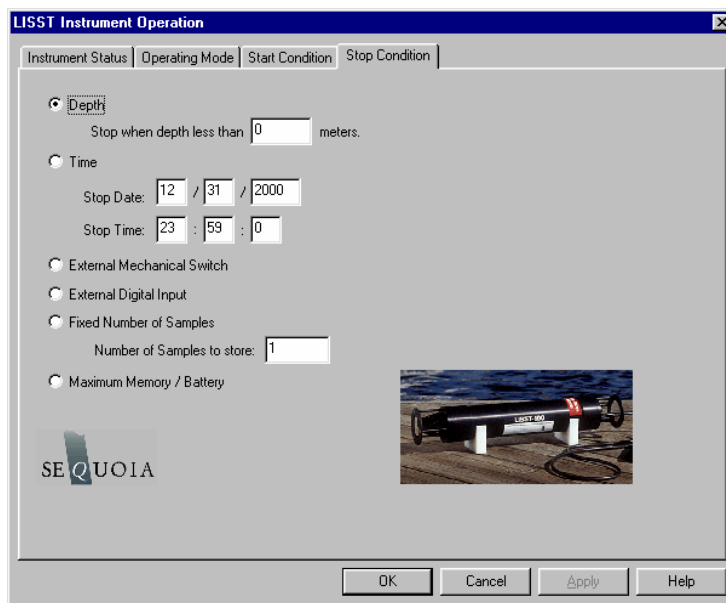 LISST Instrument Operation
Instrument Status Operating Mode Start Condition Stop Condition
Depth
Stop when depth less than 0 meters.
Time
Stop Date: 12 / 31 / 2000
Stop Time: 23 : 59 : 0
External Mechanical Switch
External Digital Input
Fixed Number of Samples
Number of Samples to store: 1
Maximum Memory / Battery
LISST-100
SEQUOIA
OK Cancel Apply Help